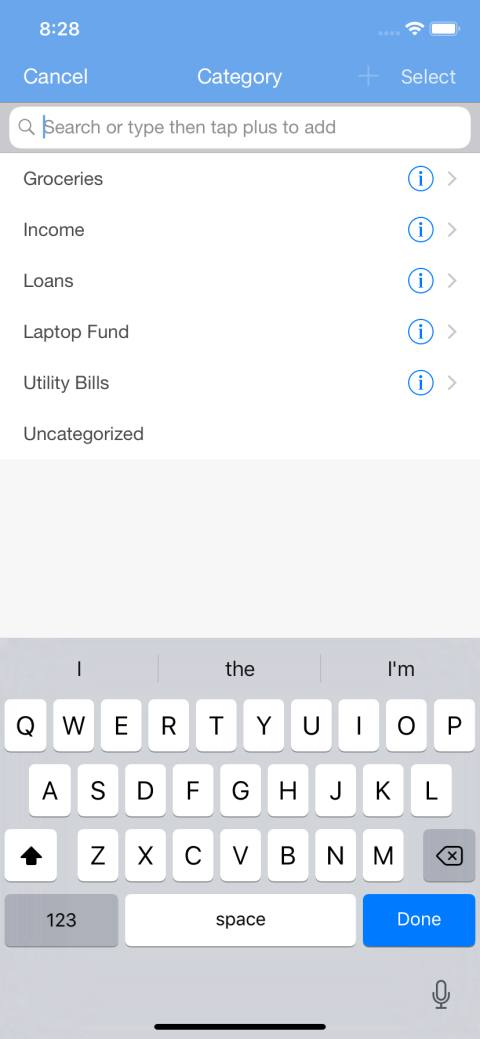 8:28
Cancel Category + Select
Search or type then tap plus to add
Groceries
Income
Loans
Laptop Fund
Utility Bills
Uncategorized
I the I'm
Q W E R T Y U I O P
A S D F G H J K L
Z X C V B N M
123 space Done